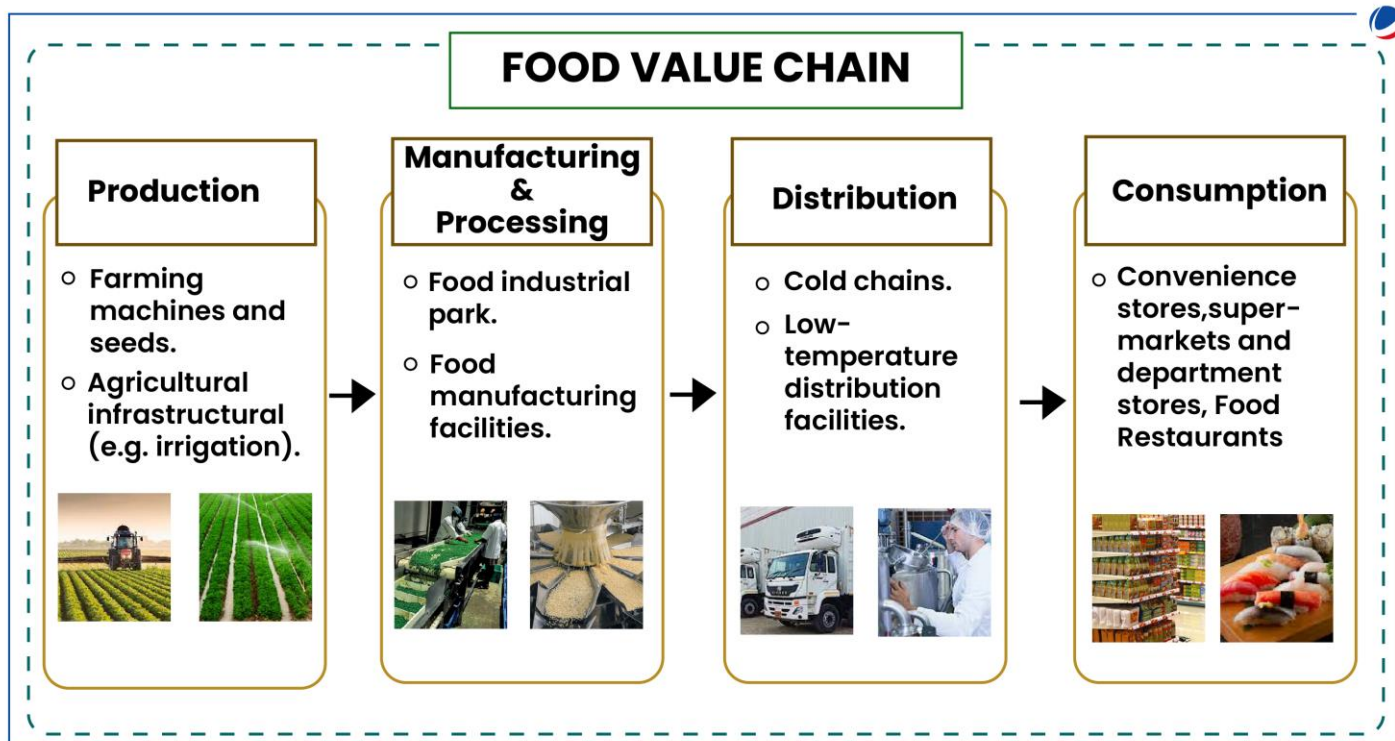 FOOD VALUE CHAIN
Production
○ Farming
machines and
seeds.
○ Agricultural
infrastructural
(e.g. irrigation).
Manufacturing
&
Processing
○ Food industrial
park.
○ Food
manufacturing
facilities.
Distribution
○ Cold chains.
○ Low-
temperature
distribution
facilities.
Consumption
○ Convenience
stores,super-
markets and
department
stores, Food
Restaurants